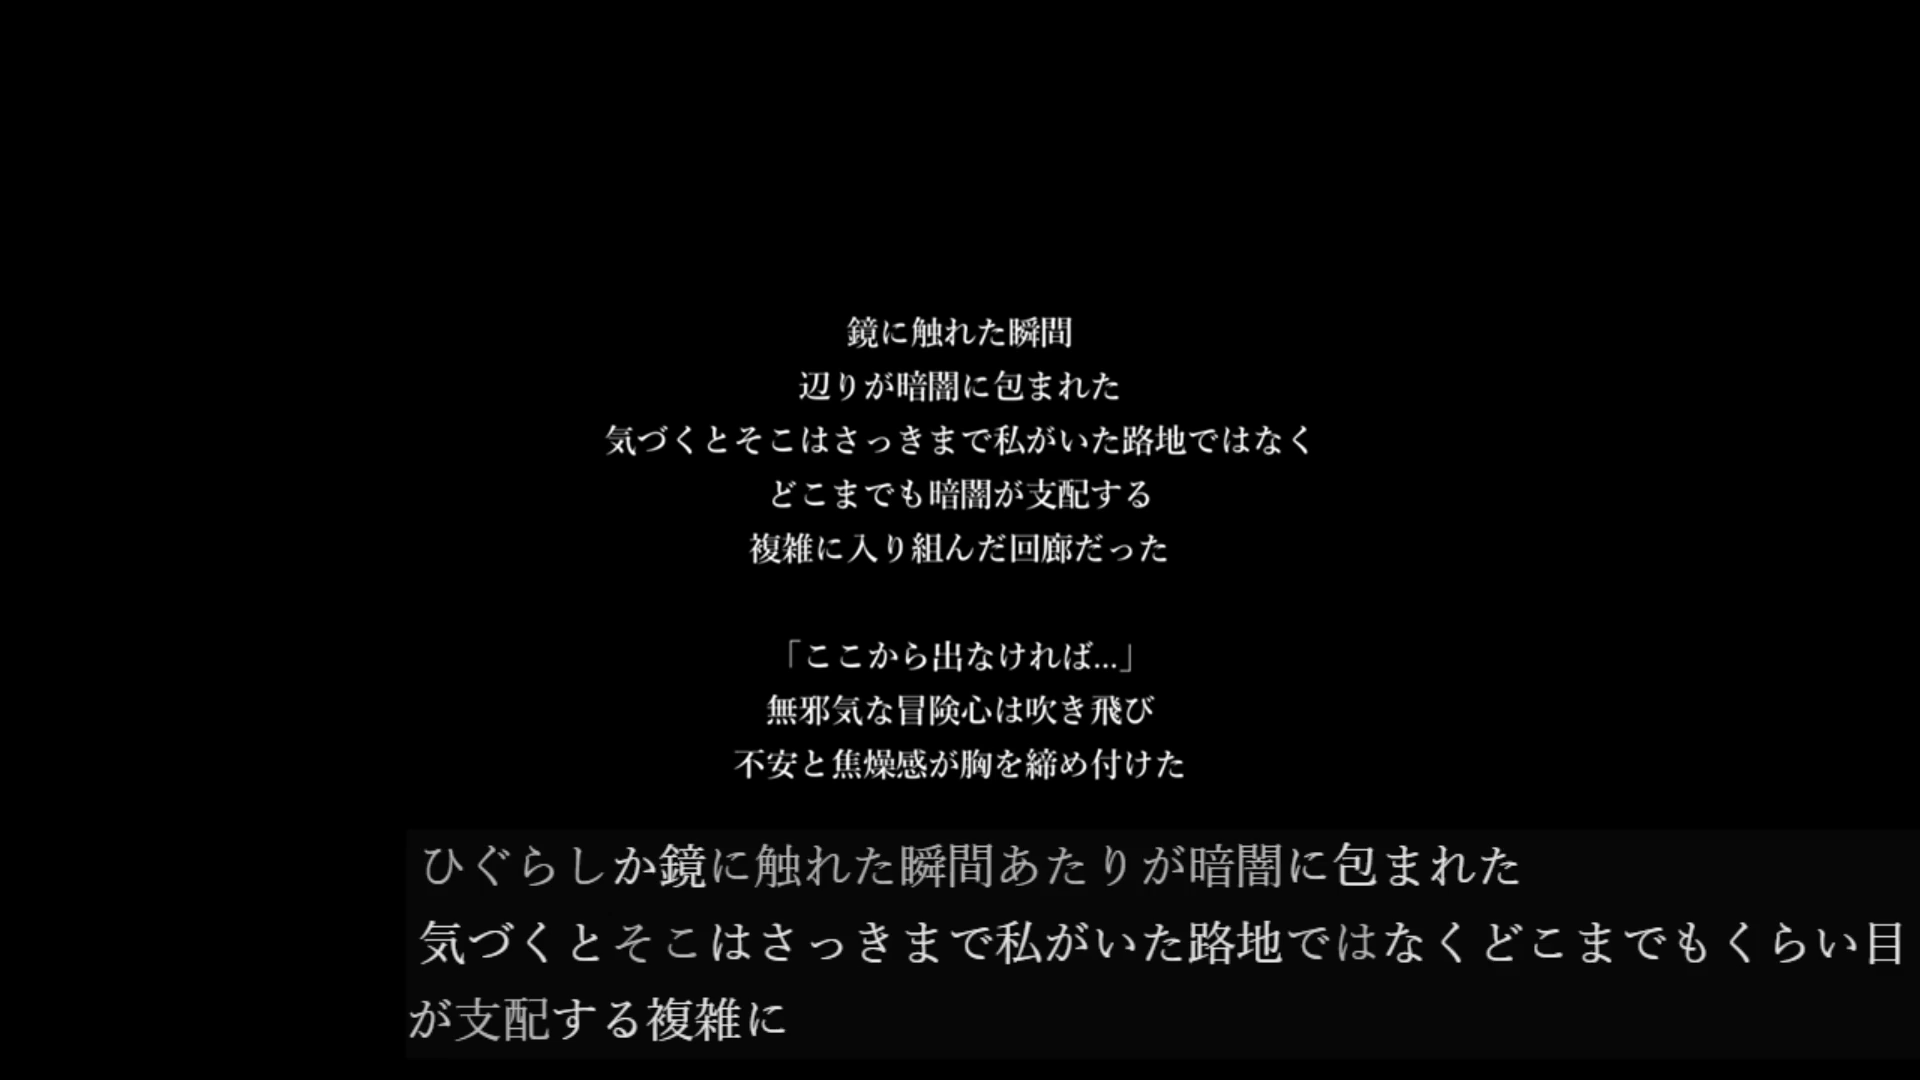 鏡に触れた瞬間
辺りが暗闇に包まれた
気づくとそこはさっきまで私がいた路地ではなく
どこまでも暗闇が支配する
複雑に入り組んだ回廊だった
「ここから出なければ...」
無邪気な冒険心は吹き飛び
不安と焦燥感が胸を締め付けた
ひぐらしか鏡に触れた瞬間あたりが暗闇に包まれた
気づくとそこはさっきまで私がいた路地ではなくどこまでもくらい目
が支配する複雑に